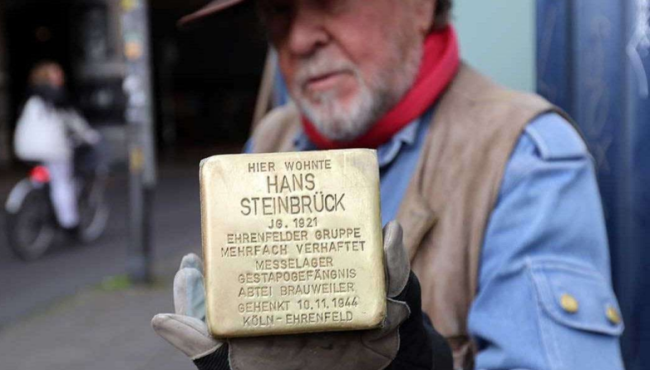 HIER WOHNTE
HANS
STEINBRÜCK
JG. 1921
EHRENFELDER GRUPPE
MEHRFACH VERHAFTET
MESSELAGER
GESTAPOGEFÄNGNIS
ABTEI BRAUWEILER
GEHENKT 10.11.1944
KÖLN-EHRENFELD